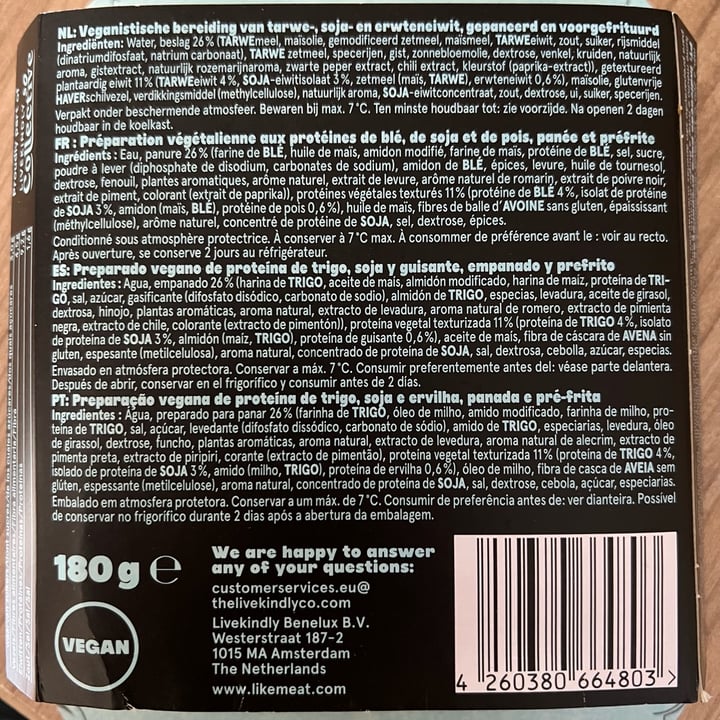 NL: Veganistische bereiding van tarwe-, soja- en erwteneiwit, gepaneerd en voorgefrituurd
Ingrediënten: Water, beslag 26% (TARWEmeel, maïsolie, gemodificeerd zetmeel, maïsmeel, TARWEeiwit, zout, suiker, rijsmiddel
(dinatriumdifosfaat, natrium carbonaat), TARWE zetmeel, specerijen, gist, zonnebloemolie, dextrose, venkel, kruiden, natuurlijk
aroma, gistextract, natuurlijk rozemarijnaroma, zwarte peper extract, chili extract, kleurstof (paprika-extract)), getextureerd
plantaardig eiwit 11% (TARWEeiwit 4%, SOJA-eiwitisolaat 3%, zetmeel (maïs, TARWE), erwteneiwit 0,6%), maïsolie, glutenvrije
HAVERschilvezel, verdikkingsmiddel (methylcellulose), natuurlijk aroma, SOJA-eiwitconcentraat, zout, dextrose, ui, suiker, specerijen.
Verpakt onder beschermende atmosfeer. Bewaren bij max. 7°C. Ten minste houdbaar tot: zie voorzijde. Na openen 2 dagen
houdbaar in de koelkast.
FR : Préparation végétalienne aux protéines de blé, de soja et de pois, panée et préfrite
Ingrédients : Eau, panure 26% (farine de BLÉ, huile de maïs, amidon modifié, farine de maïs, protéine de BLÉ, sel, sucre,
poudre à lever (diphosphate de disodium, carbonates de sodium), amidon de BLÉ, épices, levure, huile de tournesol,
dextrose, fenouil, plantes aromatiques, arôme naturel, extrait de levure, arôme naturel de romarin, extrait de poivre noir,
extrait de piment, colorant (extrait de paprika)), protéines végétales texturés 11% (protéine de BLÉ 4%, isolat de protéine
de SOJA 3%, amidon (maïs, BLÉ), protéine de pois 0,6%), huile de maïs, fibres de balle d'AVOINE sans gluten, épaississant
(méthylcellulose), arôme naturel, concentré de protéine de SOJA, sel, dextrose, épices.
Conditionné sous atmosphère protectrice. À conserver à 7°C max. À consommer de préférence avant le : voir au recto.
Après ouverture, se conserve 2 jours au réfrigérateur.
ES: Preparado vegano de proteína de trigo, soja y guisante, empanado y prefrito
Ingredientes: Agua, empanado 26% (harina de TRIGO, aceite de maís, almidón modificado, harina de maíz, proteína de TRI-
GO, sal, azúcar, gasificante (difosfato disódico, carbonato de sodio), almidón de TRIGO, especias, levadura, aceite de girasol,
dextrosa, hinojo, plantas aromáticas, aroma natural, extracto de levadura, aroma natural de romero, extracto de pimienta
negra, extracto de chile, colorante (extracto de pimentón)), proteína vegetal texturizada 11% (proteína de TRIGO 4%, isolato
de proteína de SOJA 3%, almidón (maíz, TRIGO), proteína de guisante 0,6%), aceite de maís, fibra de cáscara de AVENA sin
gluten, espesante (metilcelulosa), aroma natural, concentrado de proteína de SOJA, sal, dextrosa, cebolla, azúcar, especias.
Envasado en atmósfera protectora. Conservar a máx. 7°C. Consumir preferentemente antes del: véase parte delantera.
Después de abrir, conservar en el frigorífico y consumir antes de 2 días.
PT: Preparação vegana de proteína de trigo, soja e ervilha, panada e pré-frita
Ingredientes : Água, preparado para panar 26% (farinha de TRIGO, óleo de milho, amido modificado, farinha de milho, pro-
teína de TRIGO, sal, açúcar, levedante (difosfato dissódico, carbonato de sódio), amido de TRIGO, especiarias, levedura, óleo
de girassol, dextrose, funcho, plantas aromáticas, aroma natural, extracto de levedura, aroma natural de alecrim, extracto de
pimenta preta, extracto de piripiri, corante (extracto de pimentão)), proteína vegetal texturizada 11% (proteína de TRIGO 4%,
isolado de proteína de SOJA 3%, amido (milho, TRIGO), proteína de ervilha 0,6%), óleo de milho, fibra de casca de AVEIA sem
glúten, espessante (metilcelulose), aroma natural, concentrado de proteína de SOJA, sal, dextrose, cebola, açúcar, especiarias.
Embalado em atmosfera protetora. Conservar a um máx. de 7°C. Consumir de preferência antes de: ver dianteira. Possível
de conservar no frigorífico durante 2 dias após a abertura da embalagem.
180 g ℮
VEGAN
We are happy to answer
any of your questions:
customerservices.eu@
thelivekindlyco.com
Livekindly Benelux B.V.
Westerstraat 187-2
1015 MA Amsterdam
The Netherlands
www.likemeat.com
4 260380 664803 >
collective